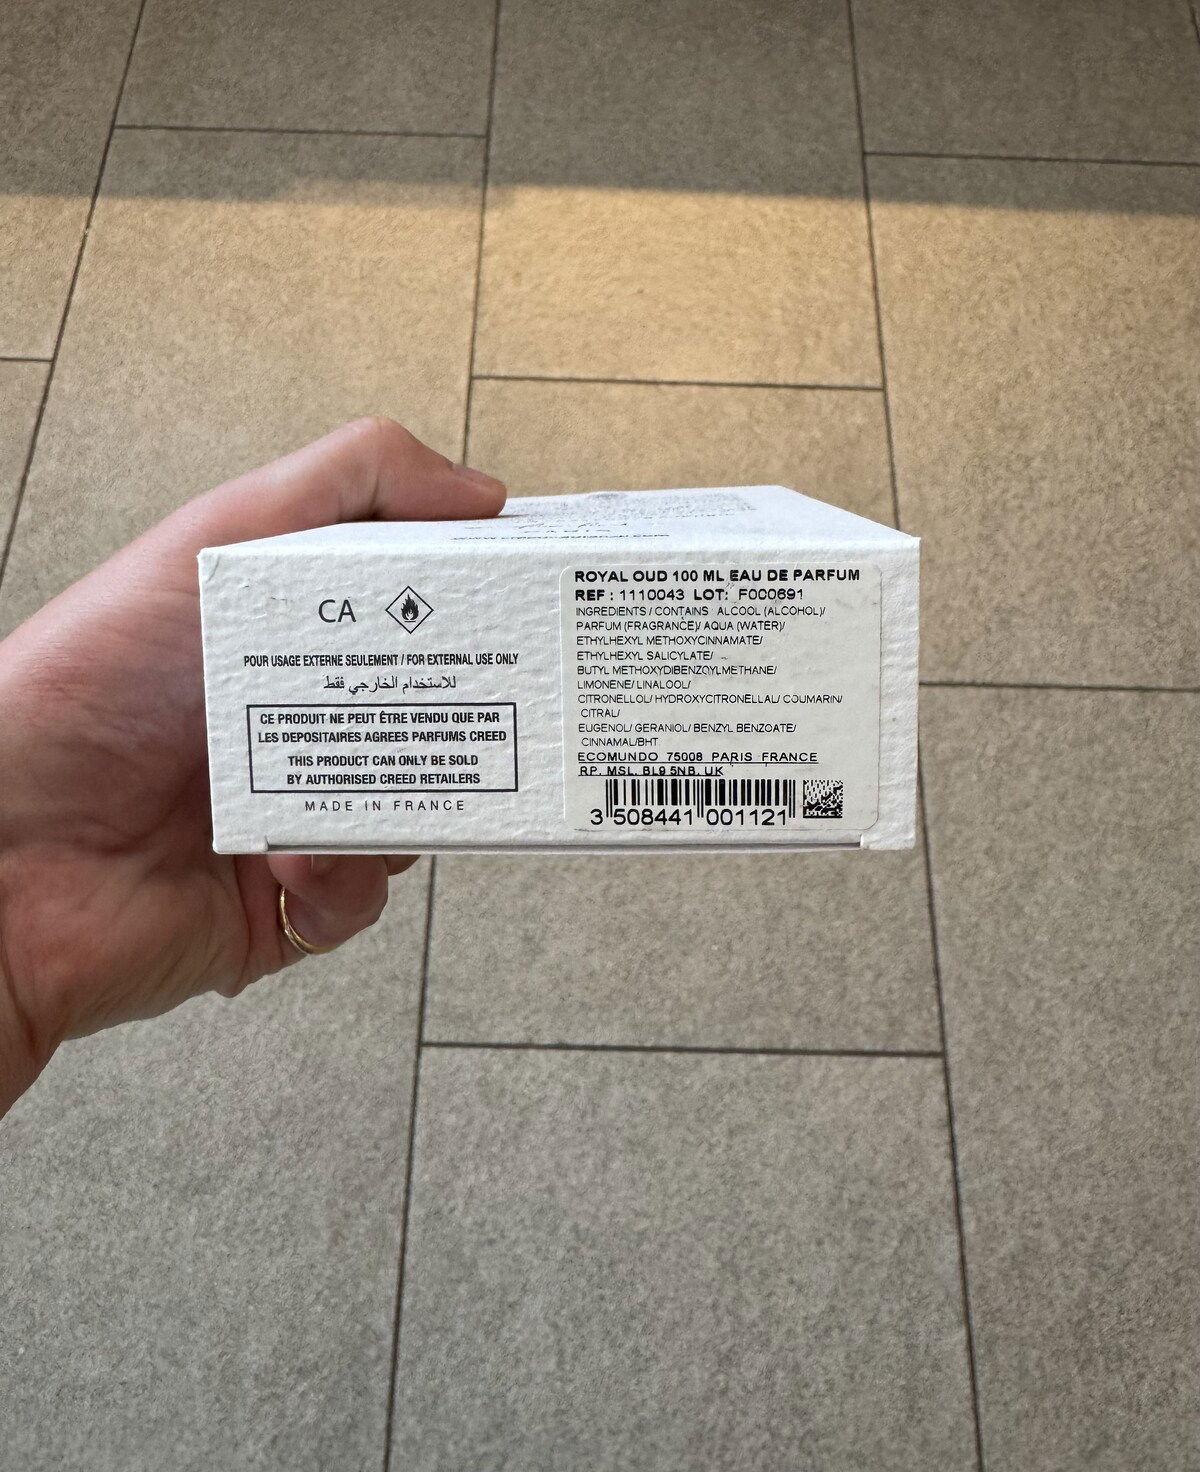 CA
POUR USAGE EXTERNE SEULEMENT / FOR EXTERNAL USE ONLY
للاستخدام الخارجي فقط
CE PRODUIT NE PEUT ÊTRE VENDU QUE PAR
LES DEPOSITAIRES AGREES PARFUMS CREED
THIS PRODUCT CAN ONLY BE SOLD
BY AUTHORISED CREED RETAILERS
MADE IN FRANCE
ROYAL OUD 100 ML EAU DE PARFUM
REF : 1110043 LOT: F000691
INGREDIENTS / CONTAINS ALCOOL (ALCOHOL)/
PARFUM (FRAGRANCE)/ AQUA (WATER)/
ETHYLHEXYL METHOXYCINNAMATE/
ETHYLHEXYL SALICYLATE/
BUTYL METHOXYDIBENZOYLMETHANE/
LIMONENE/ LINALOOL/
CITRONELLOL/ HYDROXYCITRONELLAL/ COUMARIN/
CITRAL/
EUGENOL/ GERANIOL/ BENZYL BENZOATE/
CINNAMAL/BHT
ECOMUNDO 75008 PARIS FRANCE
RP. MSL. BL9 5NB. UK
3 508441 001121